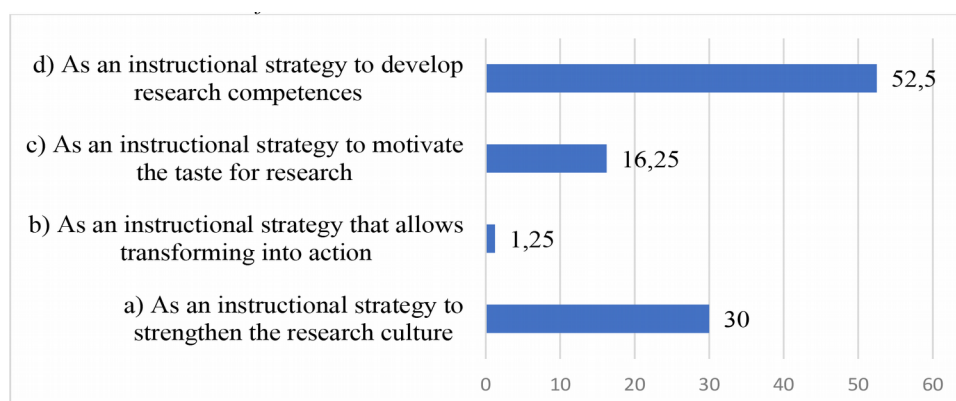 d) As an instructional strategy to develop
research competences
52,5
c) As an instructional strategy to motivate
the taste for research
16,25
b) As an instructional strategy that allows
transforming into action
1,25
a) As an instructional strategy to
strengthen the research culture
30
0 10 20 30 40 50 60